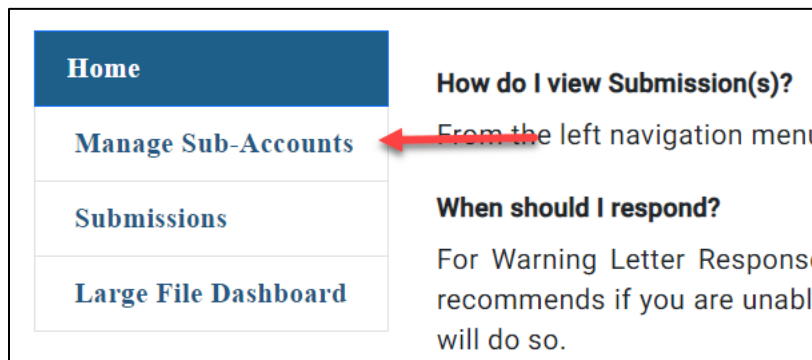 Home
Manage Sub-Accounts
Submissions
Large File Dashboard
How do I view Submission(s)?
From the left navigation menu
When should I respond?
For Warning Letter Respons
recommends if you are unabl
will do so.